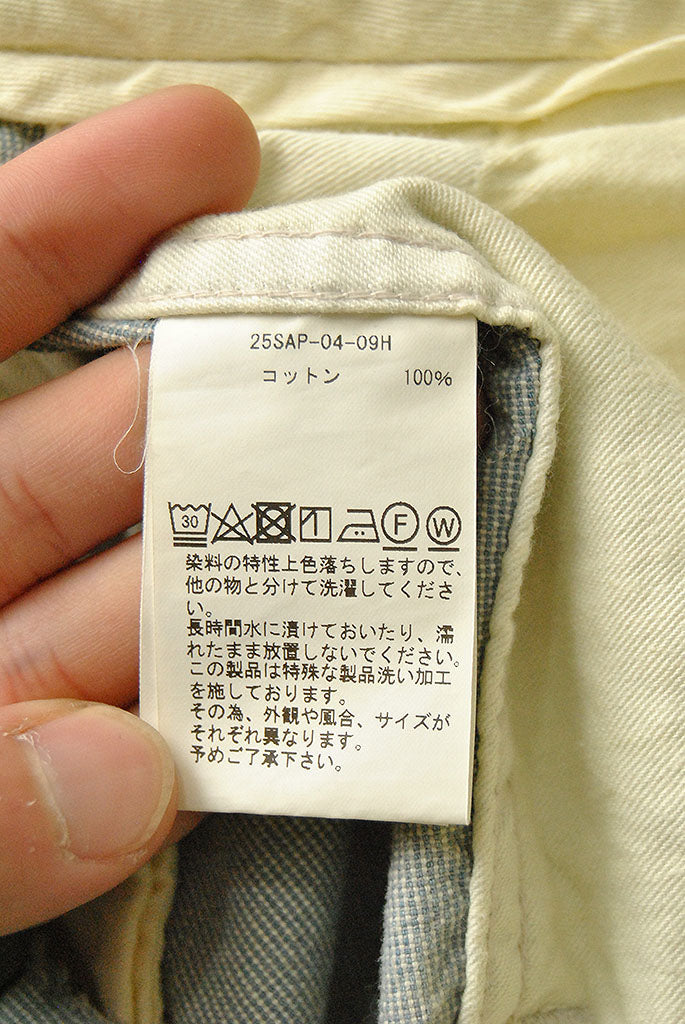 25SAP-04-09H
コットン 100%
30 F W
染料の特性上色落ちしますので、
他の物と分けて洗濯してくださ
い。
長時間水に漬けておいたり、濡
れたまま放置しないでください。
この製品は特殊な製品洗い加工
を施しております。
その為、外観や風合、サイズが
それぞれ異なります。
予めご了承下さい。